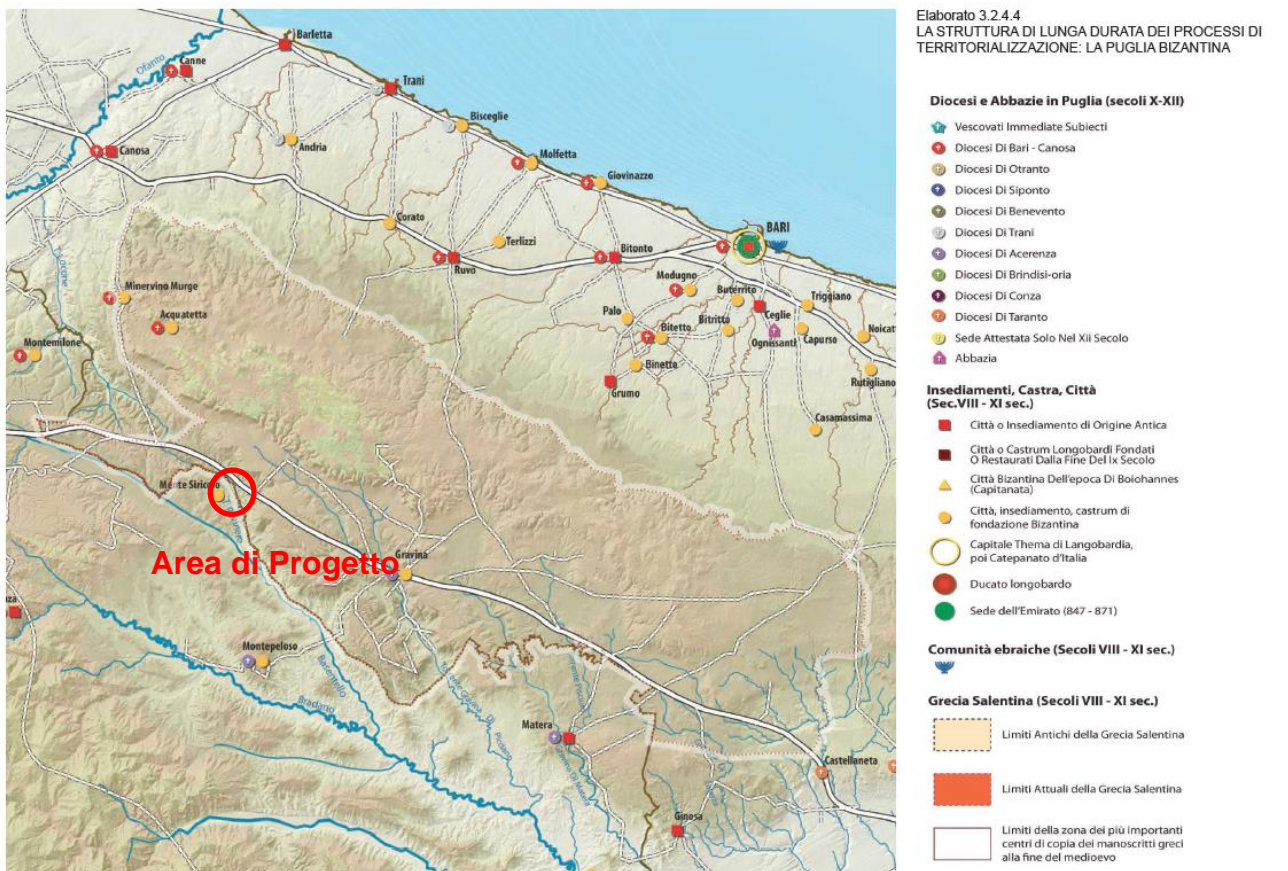 Elaborato 3.2.4.4
LA STRUTTURA DI LUNGA DURATA DEI PROCESSI DI
TERRITORIALIZZAZIONE: LA PUGLIA BIZANTINA
Diocesi e Abbazie in Puglia (secoli X-XII)
Vescovati Immediate Subiecti
Diocesi Di Bari - Canosa
Diocesi Di Otranto
Diocesi Di Siponto
Diocesi Di Benevento
Diocesi Di Trani
Diocesi Di Acerenza
Diocesi Di Brindisi-oria
Diocesi Di Conza
Diocesi Di Taranto
Sede Attestata Solo Nel Xii Secolo
Abbazia
Insediamenti, Castra, Città
(Sec.VIII - XI sec.)
Città o Insediamento di Origine Antica
Città o Castrum Longobardi Fondati
O Restaurati Dalla Fine Del Ix Secolo
Città Bizantina Dell'epoca Di Boiohannes
(Capitanata)
Città, insediamento, castrum di
fondazione Bizantina
Capitale Thema di Langobardia,
poi Catepanato d'Italia
Ducato longobardo
Sede dell'Emirato (847 - 871)
Comunità ebraiche (Secoli VIII - XI sec.)
Grecia Salentina (Secoli VIII - XI sec.)
Limiti Antichi della Grecia Salentina
Limiti Attuali della Grecia Salentina
Limiti della zona dei più importanti
centri di copia dei manoscritti greci
alla fine del medioevo
Barletta
Ofanto
Canne
Trani
Bisceglie
Andria
Canosa
Molfetta
Giovinazzo
Corato
Terlizzi
BARI
Bitonto
Ruvo
Locone
Modugno
Buterrito
Triggiano
Minervino Murge
Acquatetta
Palo
Bitetto
Bitritto
Ceglie
Ognissanti
Capurso
Noicat
Montemilone
Binetto
Rutigliano
Grumo
Casamassima
Area di Progetto
Gravina
Montepeloso
Basentello
Bradano
Matera
Castellaneta
Ginosa